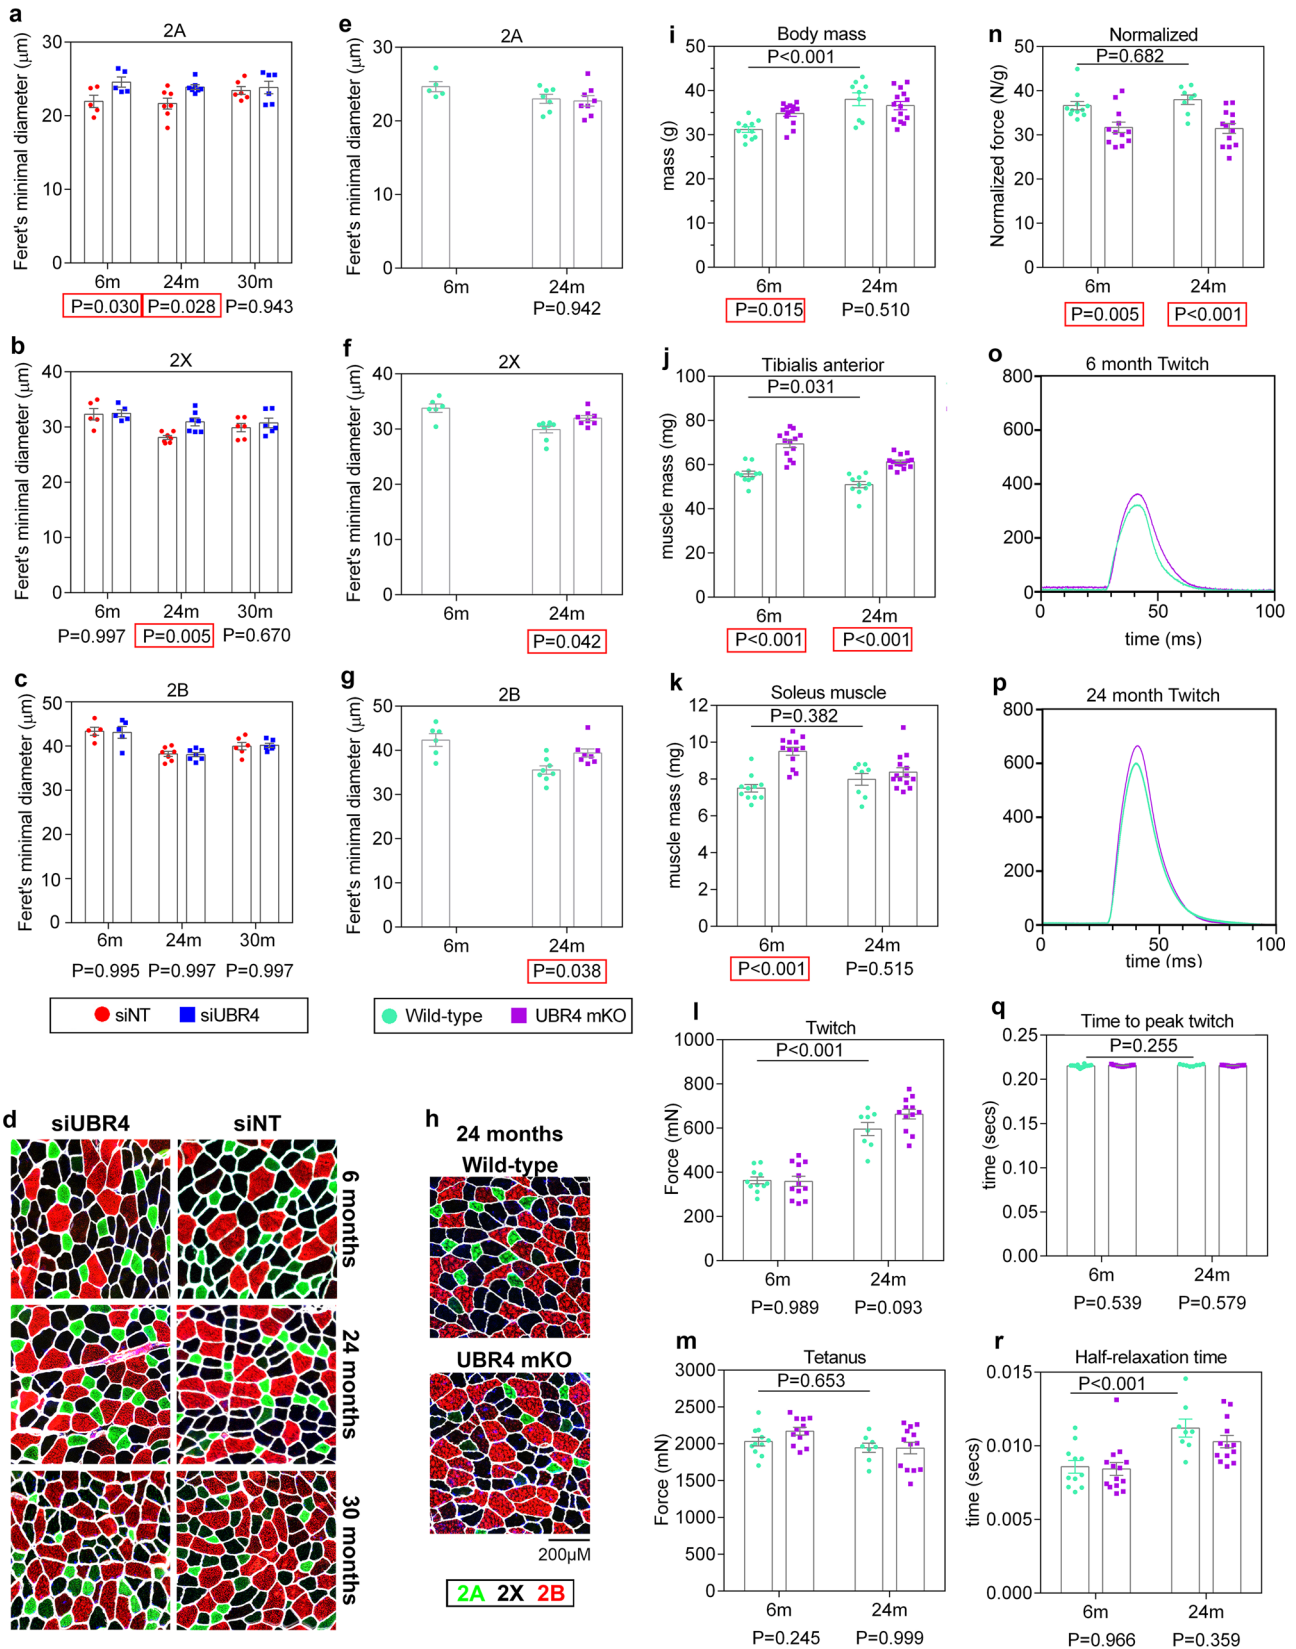 a
2A
Feret's minimal diameter (μm)
30
20
10
0
6m 24m 30m
P=0.030 P=0.028 P=0.943
b
2X
Feret's minimal diameter (μm)
40
30
20
10
0
6m 24m 30m
P=0.997 P=0.005 P=0.670
c
2B
Feret's minimal diameter (μm)
50
40
30
20
10
0
6m 24m 30m
P=0.995 P=0.997 P=0.997
siNT siUBR4
d
siUBR4 siNT
6 months
24 months
30 months
e
2A
Feret's minimal diameter (μm)
30
20
10
0
6m 24m
P=0.942
f
2X
Feret's minimal diameter (μm)
40
30
20
10
0
6m 24m
P=0.042
g
2B
Feret's minimal diameter (μm)
50
40
30
20
10
0
6m 24m
P=0.038
Wild-type UBR4 mKO
h
24 months
Wild-type
UBR4 mKO
200μM
2A 2X 2B
i
Body mass
P<0.001
mass (g)
50
40
30
20
10
0
6m 24m
P=0.015 P=0.510
j
Tibialis anterior
P=0.031
muscle mass (mg)
100
80
60
40
20
0
6m 24m
P<0.001 P<0.001
k
Soleus muscle
P=0.382
muscle mass (mg)
12
10
8
6
4
2
0
6m 24m
P<0.001 P=0.515
l
Twitch
P<0.001
Force (mN)
1000
800
600
400
200
0
6m 24m
P=0.989 P=0.093
m
Tetanus
P=0.653
Force (mN)
3000
2500
2000
1500
1000
500
0
6m 24m
P=0.245 P=0.999
n
Normalized
P=0.682
Normalized force (N/g)
50
40
30
20
10
0
6m 24m
P=0.005 P<0.001
o
6 month Twitch
800
600
400
200
0
0 50 100
time (ms)
p
24 month Twitch
800
600
400
200
0
0 50 100
time (ms)
q
Time to peak twitch
P=0.255
time (secs)
0.25
0.20
0.15
0.10
0.05
0.00
6m 24m
P=0.539 P=0.579
r
Half-relaxation time
P<0.001
time (secs)
0.015
0.010
0.005
0.000
6m 24m
P=0.966 P=0.359